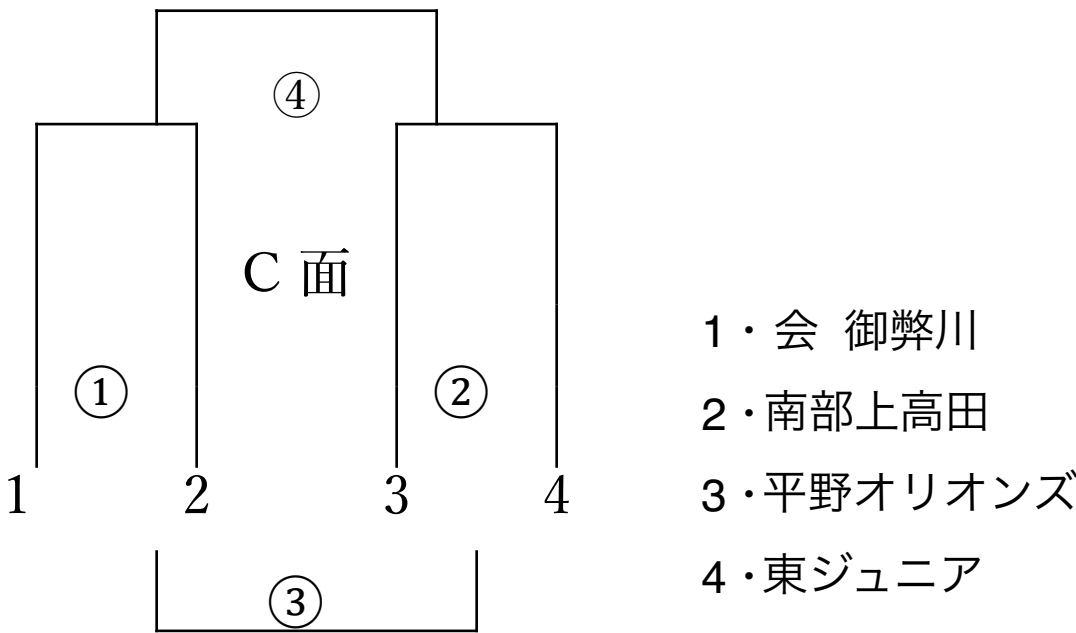 ④
C 面
① ②
1 2 3 4
③
1・会 御弊川
2・南部上高田
3・平野オリオンズ
4・東ジュニア